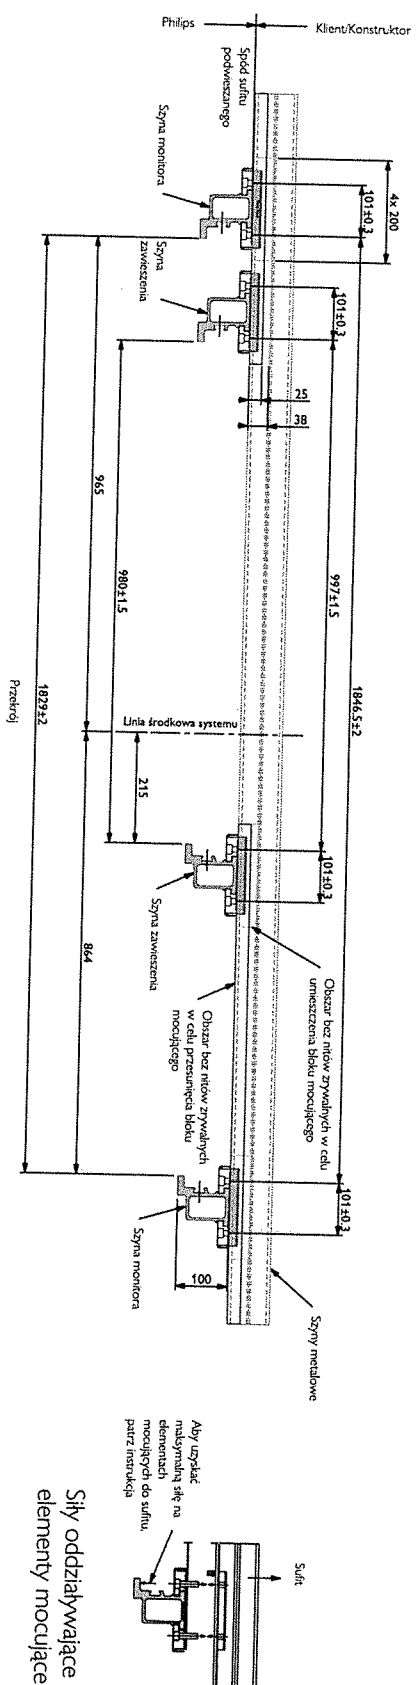 Philips
Klient/Konstruktor
Spód sufitu
podwieszanego
Szyna monitora
Szyna
zawieszenia
4x 200
101±0.3
101±0.3
25
38
997±1.5
1846.5±2
965
980±1.5
1829±2
Przekrój
Linia środkowa systemu
215
864
101±0.3
Szyna zawieszenia
Obszar bez nitów zrywalnych w celu
umieszczenia bloku mocującego
Obszar bez nitów zrywalnych
w celu przesunięcia bloku
mocującego
101±0.3
Szyna monitora
100
Szyny metalowe
Aby uzyskać
maksymalną siłę na
elementach
mocujących do sufitu,
patrz instrukcja
Sufit
Siły oddziaływające
elementy mocujące